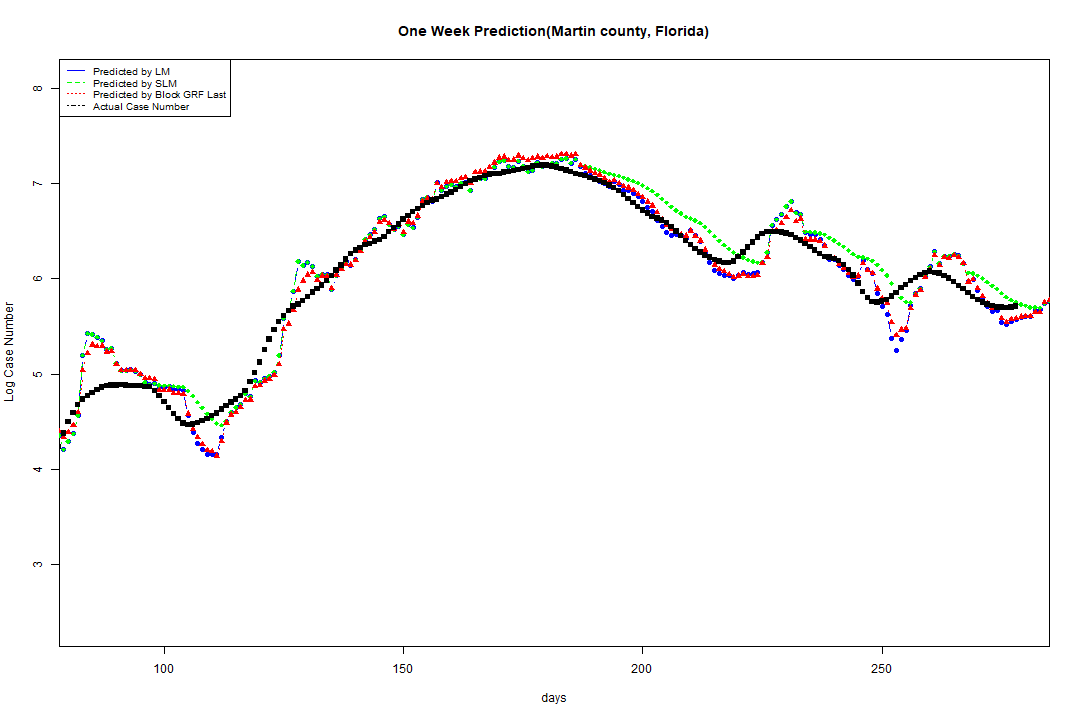 One Week Prediction(Martin county, Florida)
Predicted by LM
Predicted by SLM
Predicted by Block GRF Last
Actual Case Number
8
7
6
5
4
3
Log Case Number
100 150 200 250
days